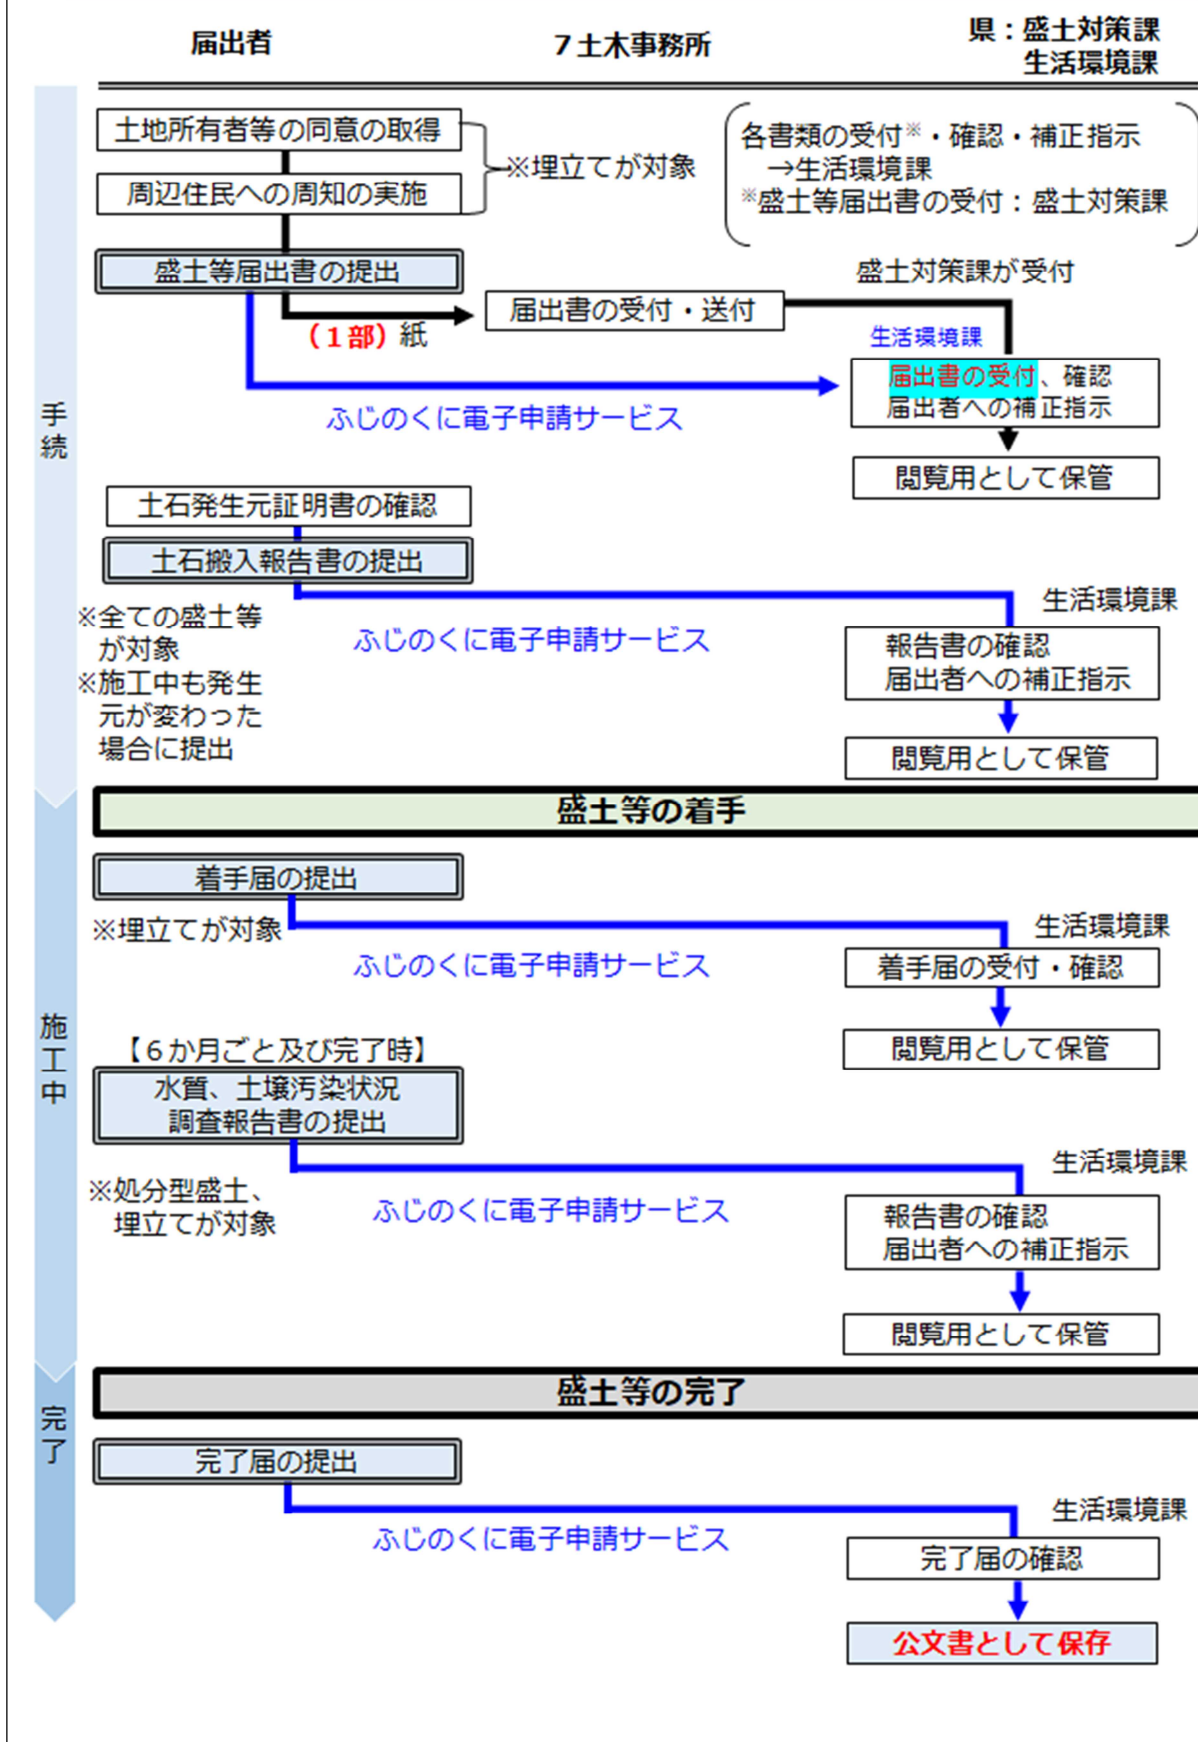 届出者
７土木事務所
県：盛土対策課
生活環境課
土地所有者等の同意の取得
周辺住民への周知の実施
※埋立てが対象
各書類の受付※・確認・補正指示
→生活環境課
※盛土等届出書の受付：盛土対策課
盛土等届出書の提出
盛土対策課が受付
届出書の受付・送付
（１部）紙
生活環境課
届出書の受付、確認
届出者への補正指示
ふじのくに電子申請サービス
閲覧用として保管
手続
土石発生元証明書の確認
土石搬入報告書の提出
※全ての盛土等
が対象
※施工中も発生
元が変わった
場合に提出
ふじのくに電子申請サービス
生活環境課
報告書の確認
届出者への補正指示
閲覧用として保管
盛土等の着手
着手届の提出
※埋立てが対象
ふじのくに電子申請サービス
生活環境課
着手届の受付・確認
閲覧用として保管
施工中
【６か月ごと及び完了時】
水質、土壌汚染状況
調査報告書の提出
※処分型盛土、
埋立てが対象
ふじのくに電子申請サービス
生活環境課
報告書の確認
届出者への補正指示
閲覧用として保管
盛土等の完了
完了
完了届の提出
ふじのくに電子申請サービス
生活環境課
完了届の確認
公文書として保存